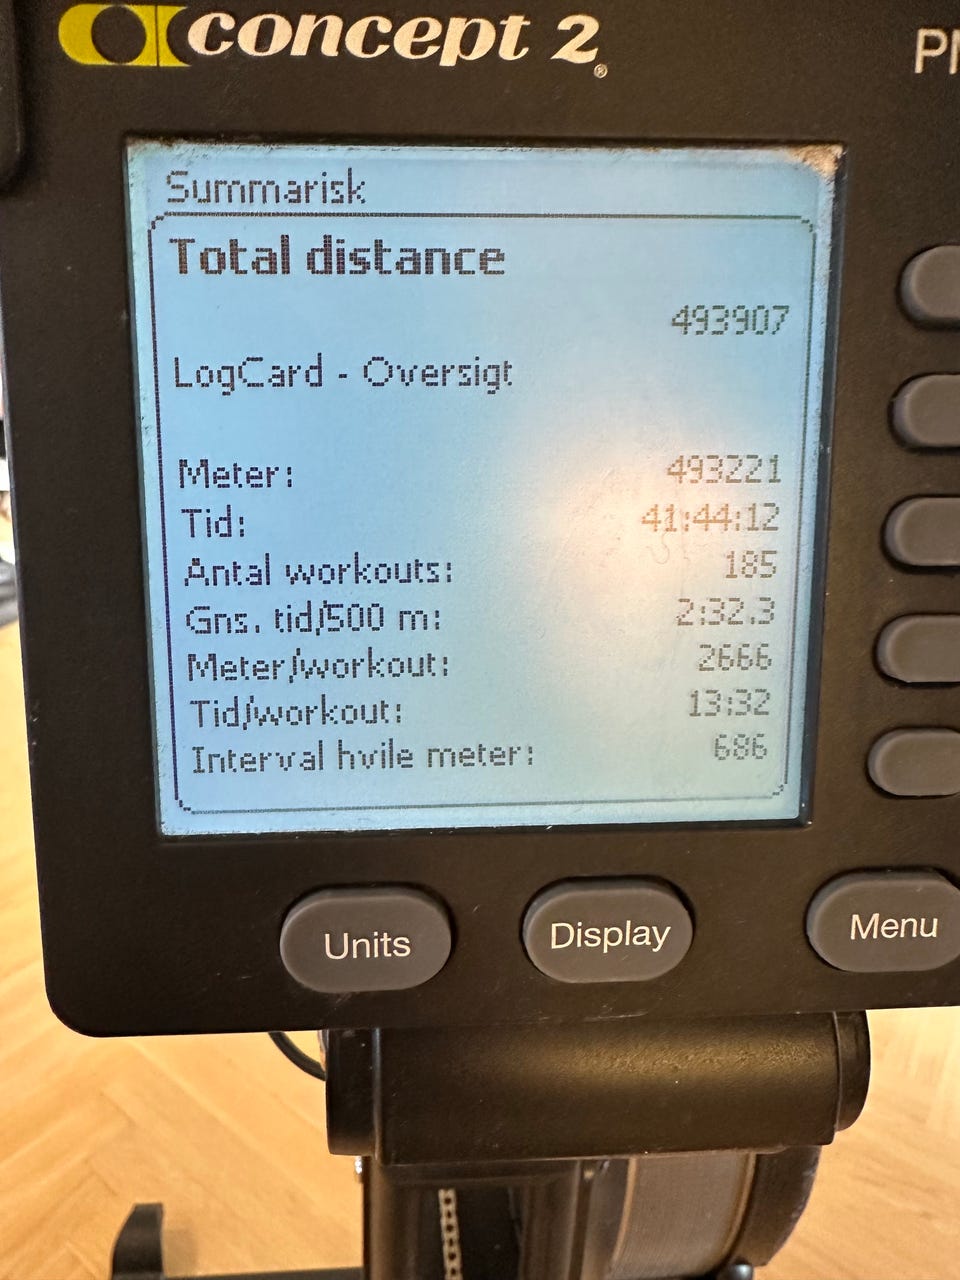 concept 2®
Summarisk
Total distance
493907
LogCard - Oversigt
Meter: 493221
Tid: 41:44:12
Antal workouts: 185
Gns. tid/500 m: 2:32.3
Meter/workout: 2666
Tid/workout: 13:32
Interval hvile meter: 686
Units Display Menu